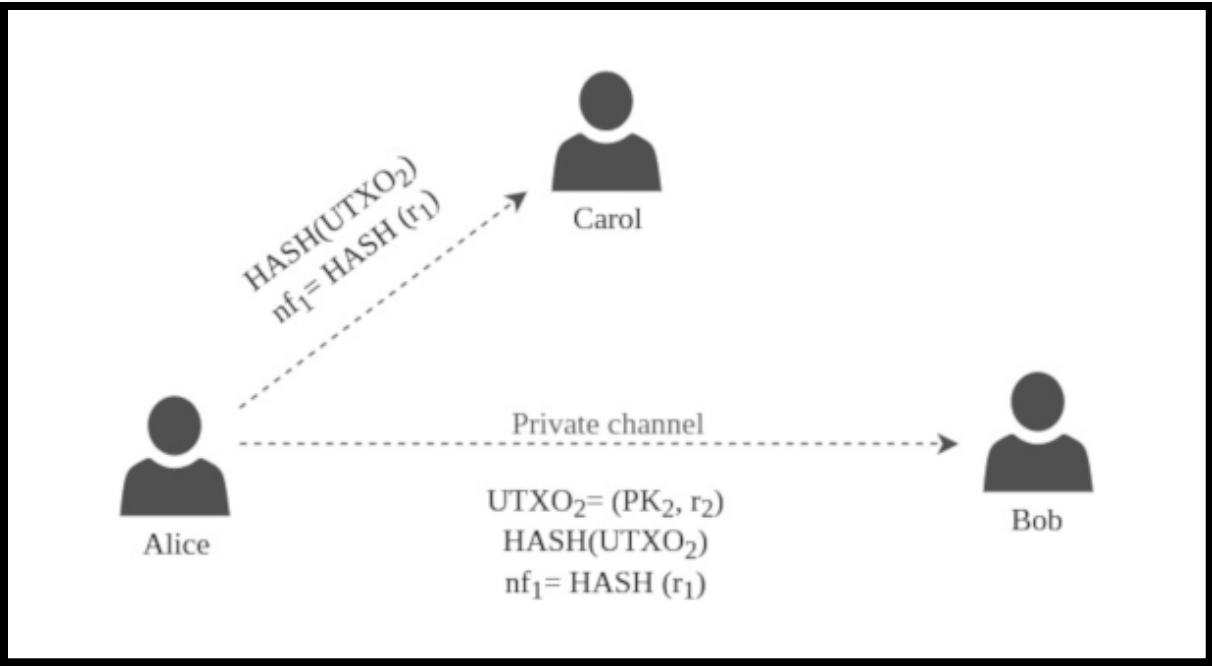 HASH(UTXO₂)
nf₁= HASH (r₁)
Carol
Private channel
UTXO₂= (PK₂, r₂)
HASH(UTXO₂)
nf₁= HASH (r₁)
Alice
Bob